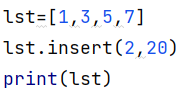 lst=[1,3,5,7]
lst.insert(2,20)
print(lst)